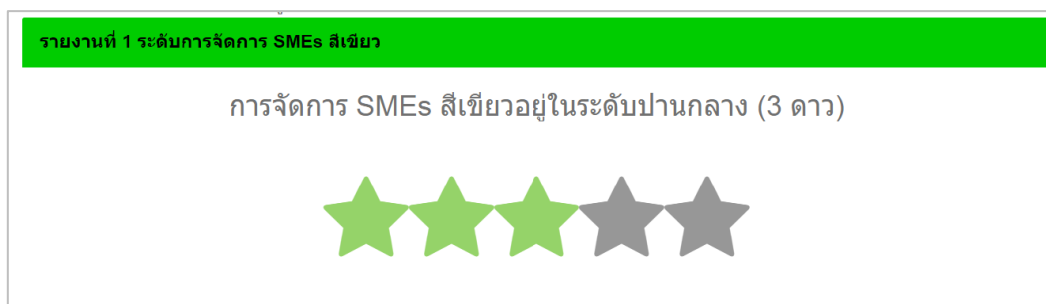 รายงานที่ 1 ระดับการจัดการ SMEs สีเขียว
การจัดการ SMEs สีเขียวอยู่ในระดับปานกลาง (3 ดาว)